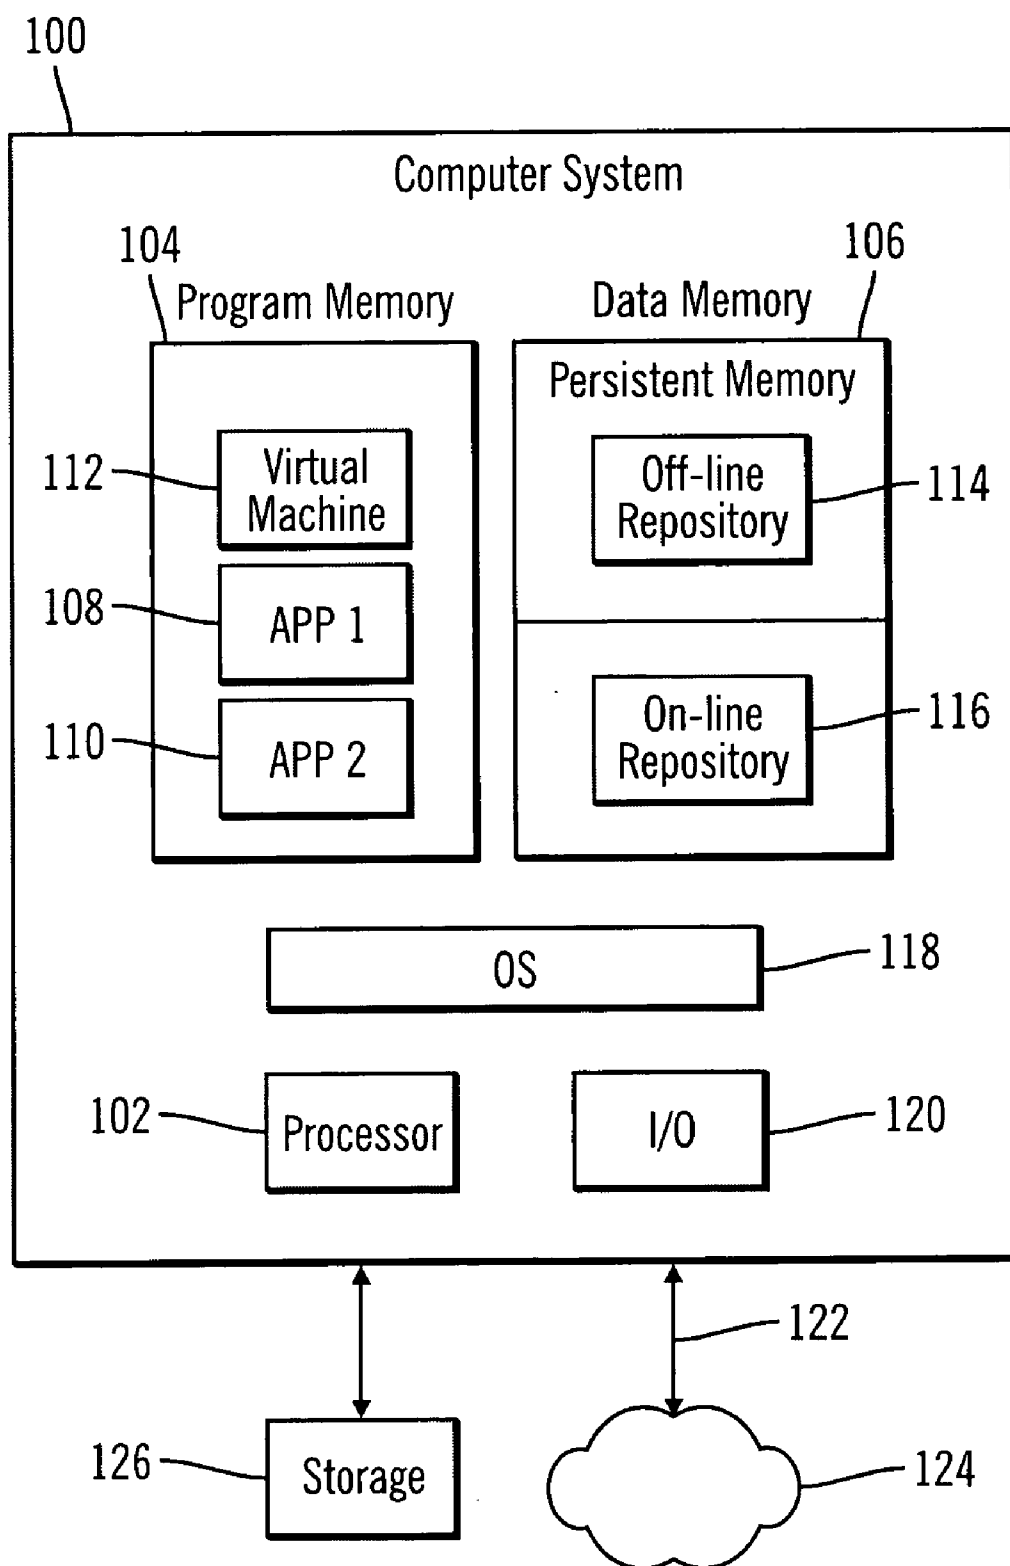 100
Computer System
104
106
Program Memory
Data Memory
Persistent Memory
112
Virtual
Machine
Off-line
Repository
114
108
APP 1
110
APP 2
On-line
Repository
116
OS
118
102
Processor
I/O
120
122
126
Storage
124